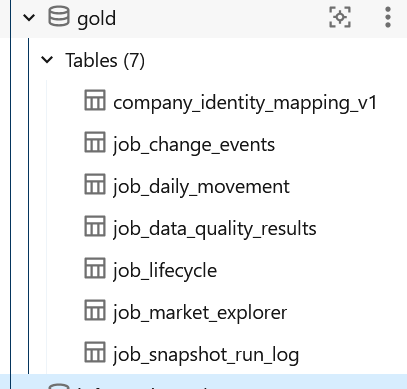 gold
Tables (7)
company_identity_mapping_v1
job_change_events
job_daily_movement
job_data_quality_results
job_lifecycle
job_market_explorer
job_snapshot_run_log